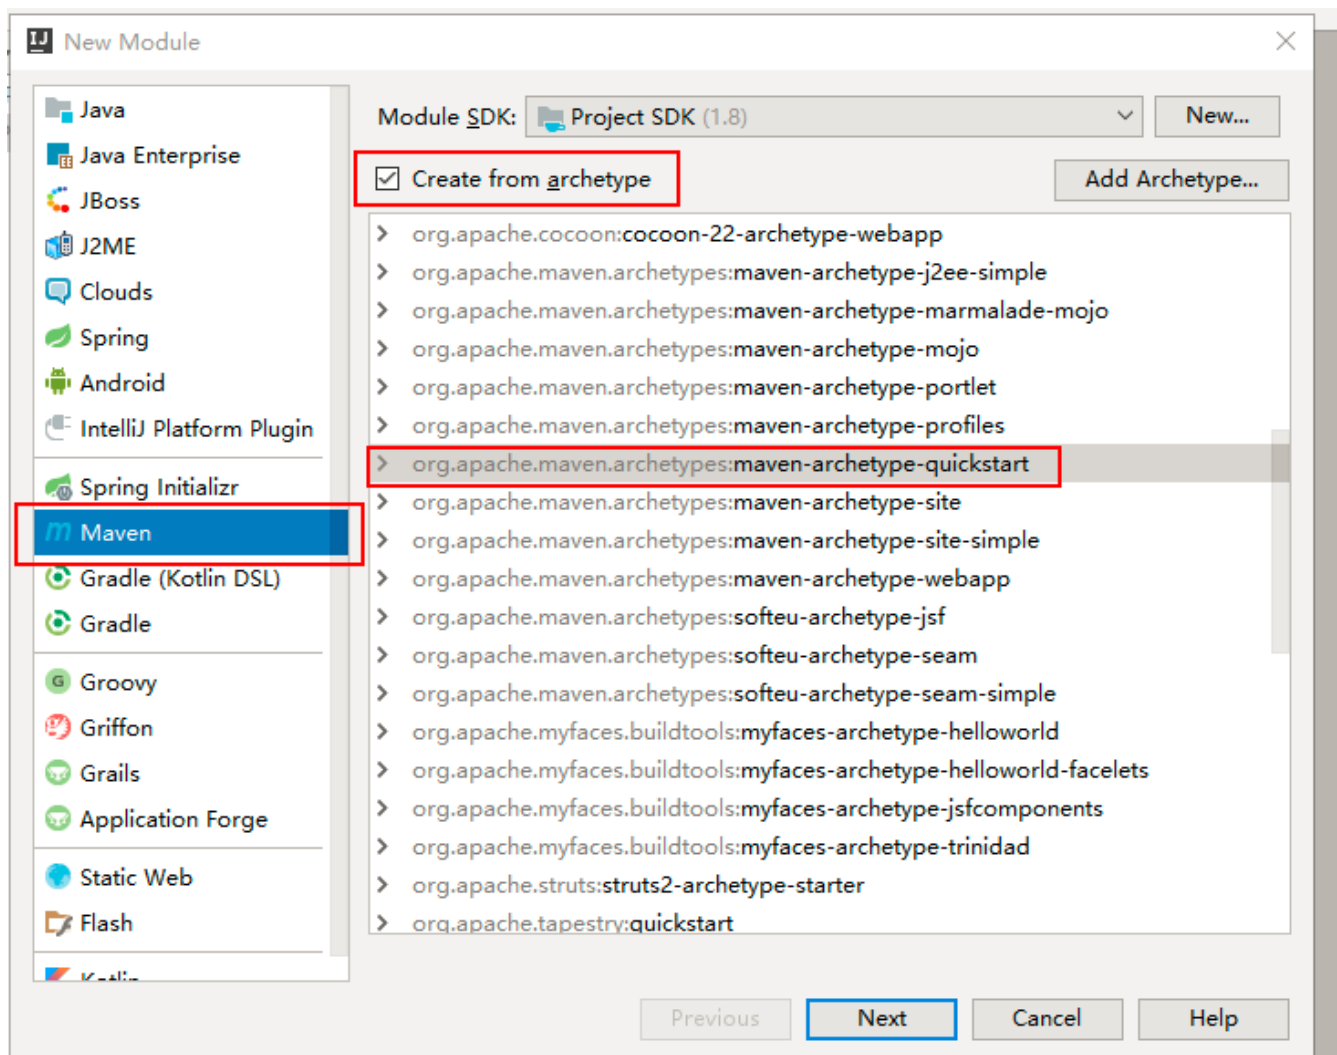 New Module
Java
Java Enterprise
JBoss
J2ME
Clouds
Spring
Android
IntelliJ Platform Plugin
Spring Initializr
Maven
Gradle (Kotlin DSL)
Gradle
Groovy
Griffon
Grails
Application Forge
Static Web
Flash
Kotlin
Module SDK: Project SDK (1.8) New...
Create from archetype Add Archetype...
org.apache.cocoon:cocoon-22-archetype-webapp
org.apache.maven.archetypes:maven-archetype-j2ee-simple
org.apache.maven.archetypes:maven-archetype-marmalade-mojo
org.apache.maven.archetypes:maven-archetype-mojo
org.apache.maven.archetypes:maven-archetype-portlet
org.apache.maven.archetypes:maven-archetype-profiles
org.apache.maven.archetypes:maven-archetype-quickstart
org.apache.maven.archetypes:maven-archetype-site
org.apache.maven.archetypes:maven-archetype-site-simple
org.apache.maven.archetypes:maven-archetype-webapp
org.apache.maven.archetypes:softeu-archetype-jsf
org.apache.maven.archetypes:softeu-archetype-seam
org.apache.maven.archetypes:softeu-archetype-seam-simple
org.apache.myfaces.buildtools:myfaces-archetype-helloworld
org.apache.myfaces.buildtools:myfaces-archetype-helloworld-facelets
org.apache.myfaces.buildtools:myfaces-archetype-jsfcomponents
org.apache.myfaces.buildtools:myfaces-archetype-trinidad
org.apache.struts:struts2-archetype-starter
org.apache.tapestry:quickstart
Previous Next Cancel Help